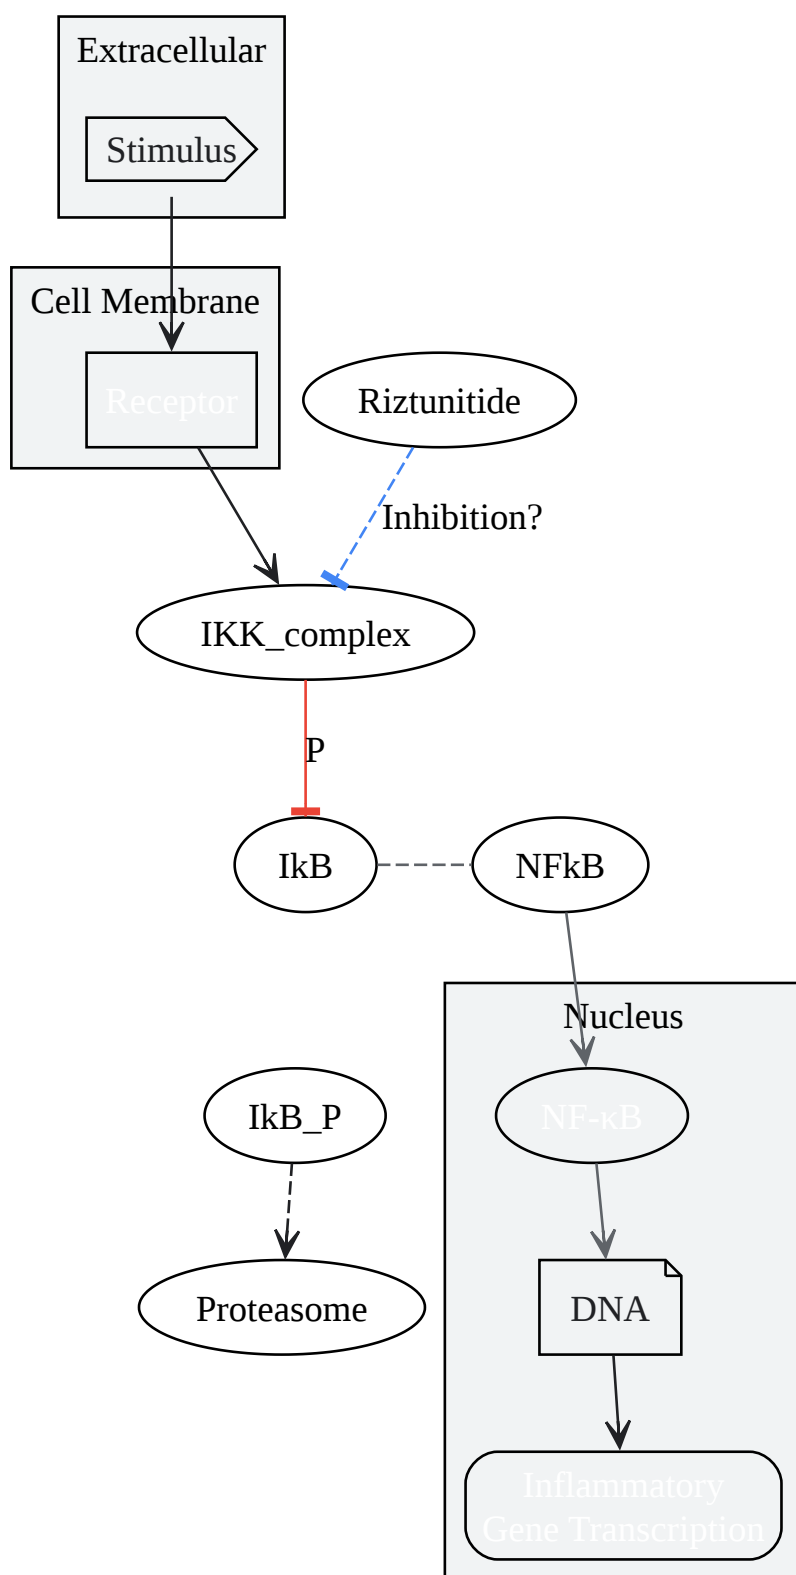 Extracellular
Stimulus
Cell Membrane
Receptor
Riztunitide
Inhibition?
IKK_complex
P
IkB
NFkB
Nucleus
IkB_P
NF-κB
Proteasome
DNA
Inflammatory
Gene Transcription